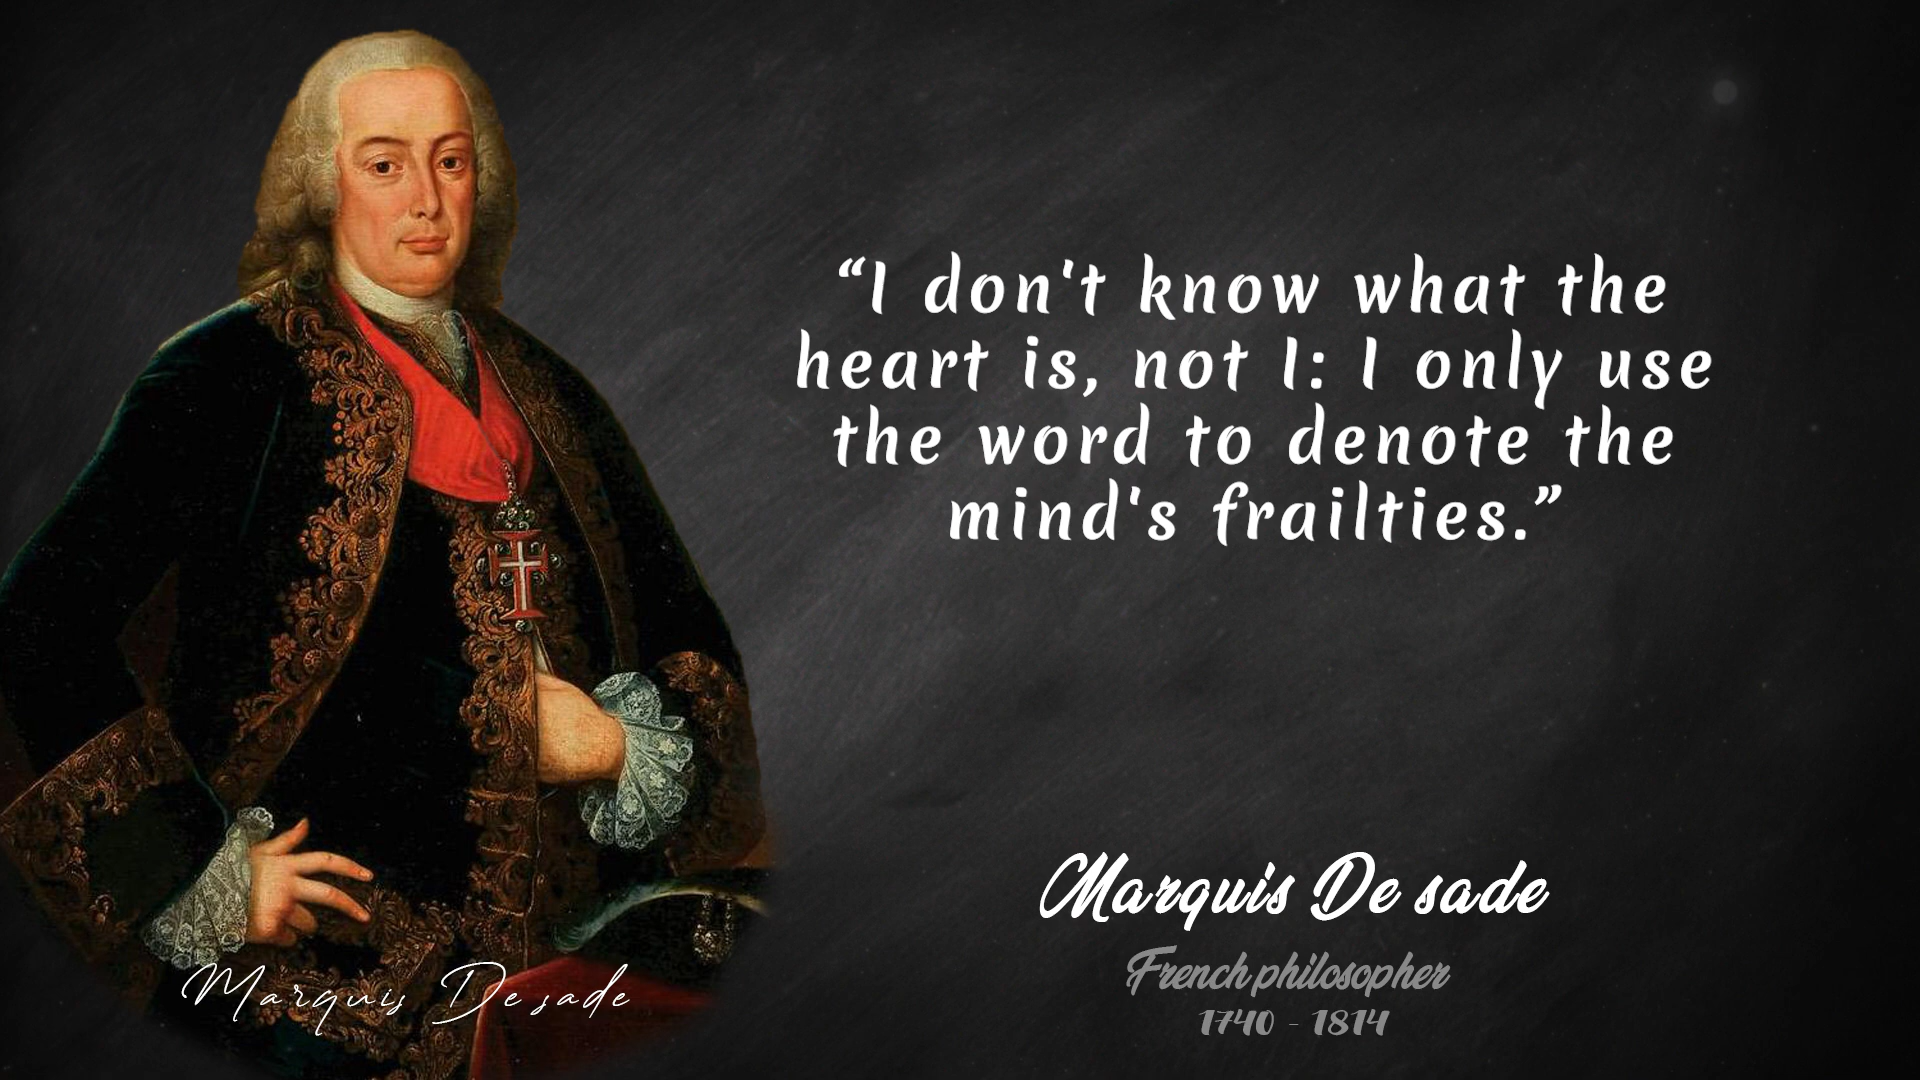 “I don't know what the
heart is, not I: I only use
the word to denote the
mind's frailties.”
Marquis De sade
French philosopher
1740 - 1814
Marquis De sade